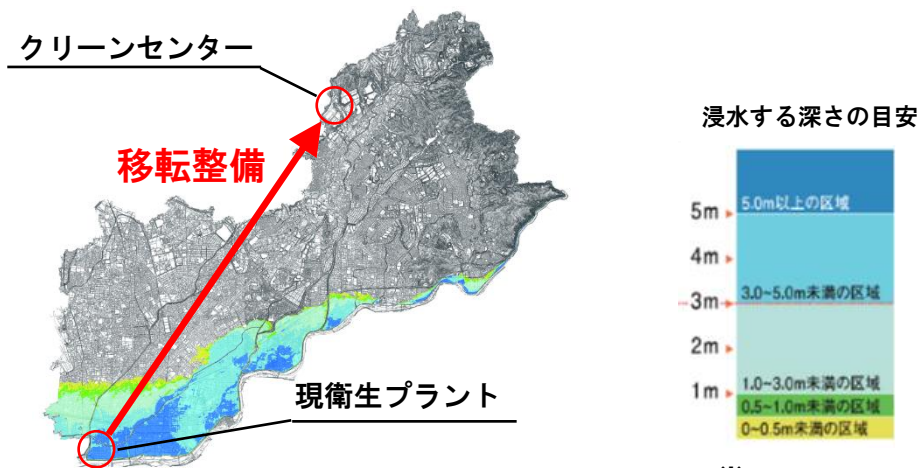 クリーンセンター
移転整備
現衛生プラント
浸水する深さの目安
5.0m以上の区域
5m
4m
3.0~5.0m未満の区域
3m
2m
1.0~3.0m未満の区域
1m
0.5~1.0m未満の区域
0~0.5m未満の区域